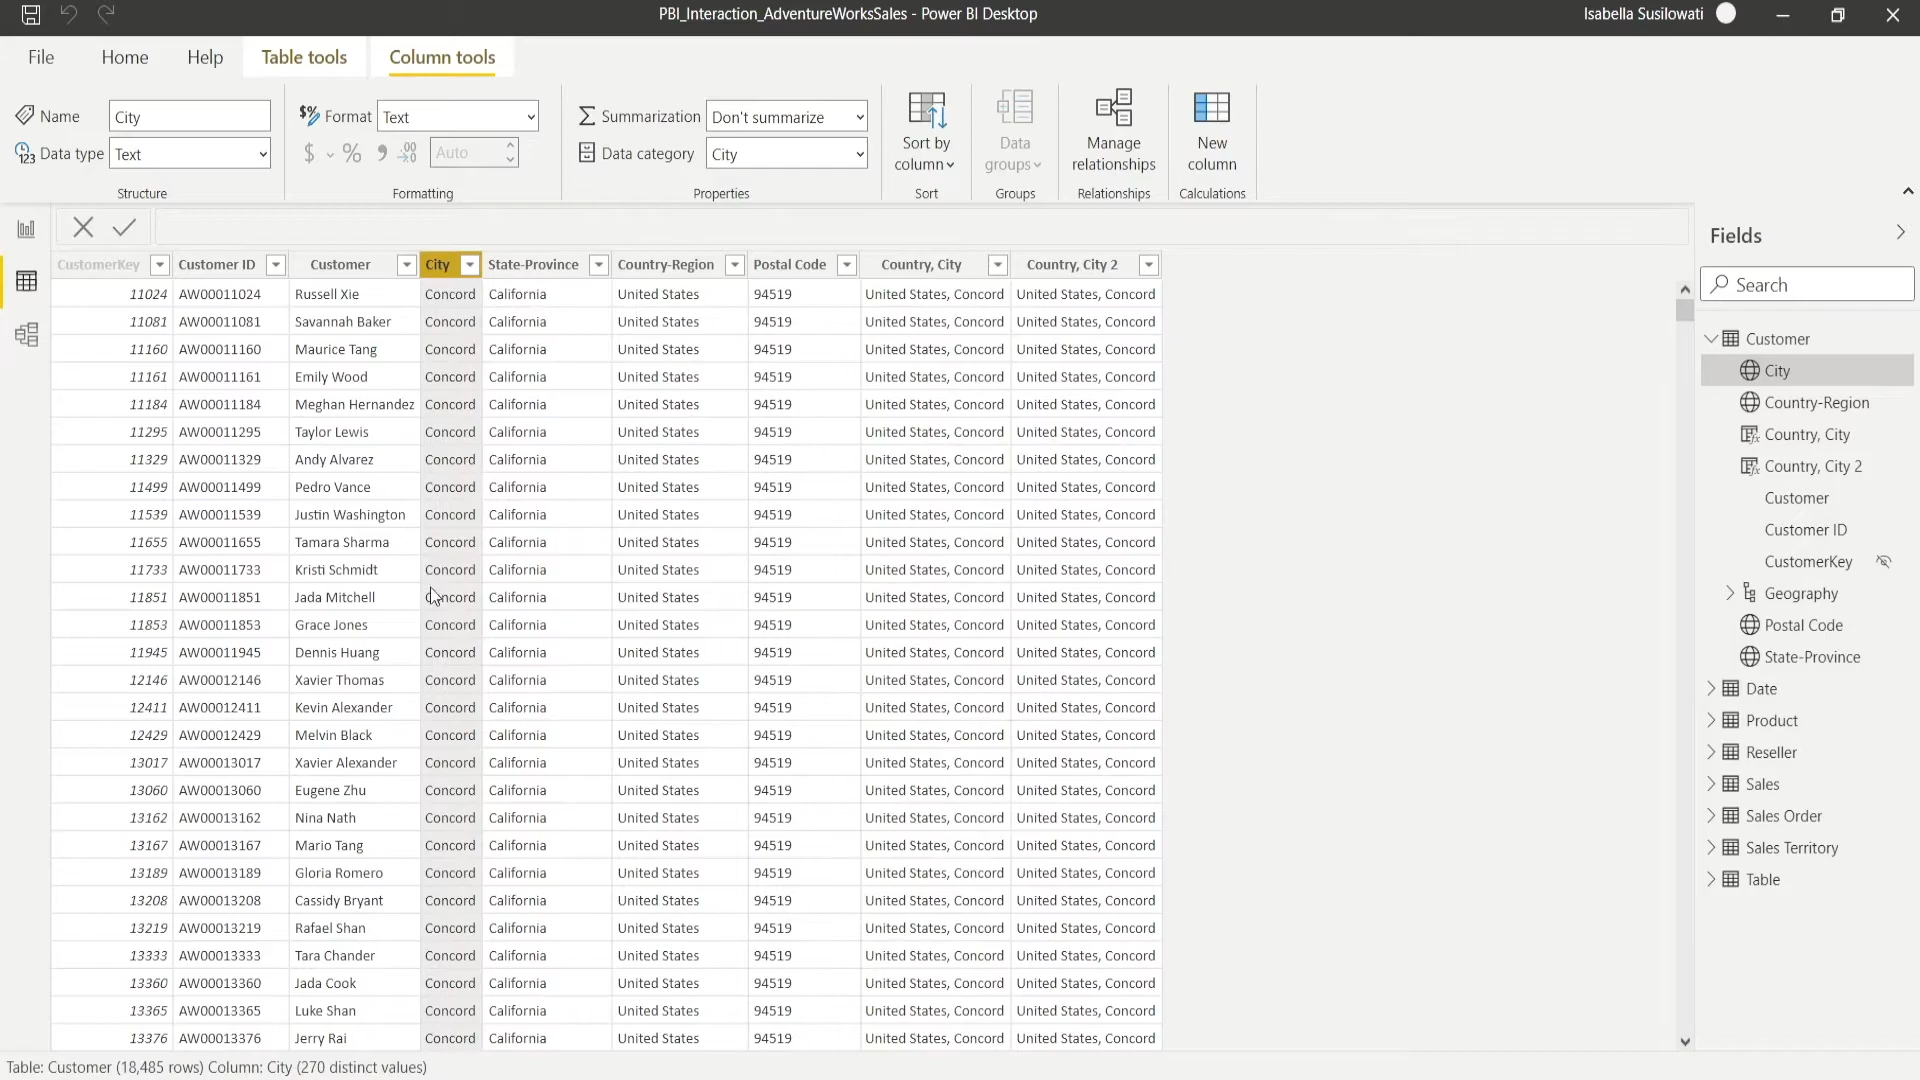 PBI_Interaction_AdventureWorksSales - Power BI Desktop
Isabella Susilowati
File Home Help Table tools Column tools
Name City
Data type Text
Structure
$% Format Text
$ % 9 .00 Auto
Formatting
Summarization Don't summarize
Data category City
Properties
Sort by
column
Sort
Data
groups
Groups
Manage
relationships
Relationships
New
column
Calculations
CustomerKey Customer ID Customer City State-Province Country-Region Postal Code Country, City Country, City 2
11024 AW00011024 Russell Xie Concord California United States 94519 United States, Concord United States, Concord
11081 AW00011081 Savannah Baker Concord California United States 94519 United States, Concord United States, Concord
11160 AW00011160 Maurice Tang Concord California United States 94519 United States, Concord United States, Concord
11161 AW00011161 Emily Wood Concord California United States 94519 United States, Concord United States, Concord
11184 AW00011184 Meghan Hernandez Concord California United States 94519 United States, Concord United States, Concord
11295 AW00011295 Taylor Lewis Concord California United States 94519 United States, Concord United States, Concord
11329 AW00011329 Andy Alvarez Concord California United States 94519 United States, Concord United States, Concord
11499 AW00011499 Pedro Vance Concord California United States 94519 United States, Concord United States, Concord
11539 AW00011539 Justin Washington Concord California United States 94519 United States, Concord United States, Concord
11655 AW00011655 Tamara Sharma Concord California United States 94519 United States, Concord United States, Concord
11733 AW00011733 Kristi Schmidt Concord California United States 94519 United States, Concord United States, Concord
11851 AW00011851 Jada Mitchell Concord California United States 94519 United States, Concord United States, Concord
11853 AW00011853 Grace Jones Concord California United States 94519 United States, Concord United States, Concord
11945 AW00011945 Dennis Huang Concord California United States 94519 United States, Concord United States, Concord
12146 AW00012146 Xavier Thomas Concord California United States 94519 United States, Concord United States, Concord
12411 AW00012411 Kevin Alexander Concord California United States 94519 United States, Concord United States, Concord
12429 AW00012429 Melvin Black Concord California United States 94519 United States, Concord United States, Concord
13017 AW00013017 Xavier Alexander Concord California United States 94519 United States, Concord United States, Concord
13060 AW00013060 Eugene Zhu Concord California United States 94519 United States, Concord United States, Concord
13162 AW00013162 Nina Nath Concord California United States 94519 United States, Concord United States, Concord
13167 AW00013167 Mario Tang Concord California United States 94519 United States, Concord United States, Concord
13189 AW00013189 Gloria Romero Concord California United States 94519 United States, Concord United States, Concord
13208 AW00013208 Cassidy Bryant Concord California United States 94519 United States, Concord United States, Concord
13219 AW00013219 Rafael Shan Concord California United States 94519 United States, Concord United States, Concord
13333 AW00013333 Tara Chander Concord California United States 94519 United States, Concord United States, Concord
13360 AW00013360 Jada Cook Concord California United States 94519 United States, Concord United States, Concord
13365 AW00013365 Luke Shan Concord California United States 94519 United States, Concord United States, Concord
13376 AW00013376 Jerry Rai Concord California United States 94519 United States, Concord United States, Concord
Fields
Search
Customer
City
Country-Region
Country, City
Country, City 2
Customer
Customer ID
CustomerKey
Geography
Postal Code
State-Province
Date
Product
Reseller
Sales
Sales Order
Sales Territory
Table
Table: Customer (18,485 rows) Column: City (270 distinct values)